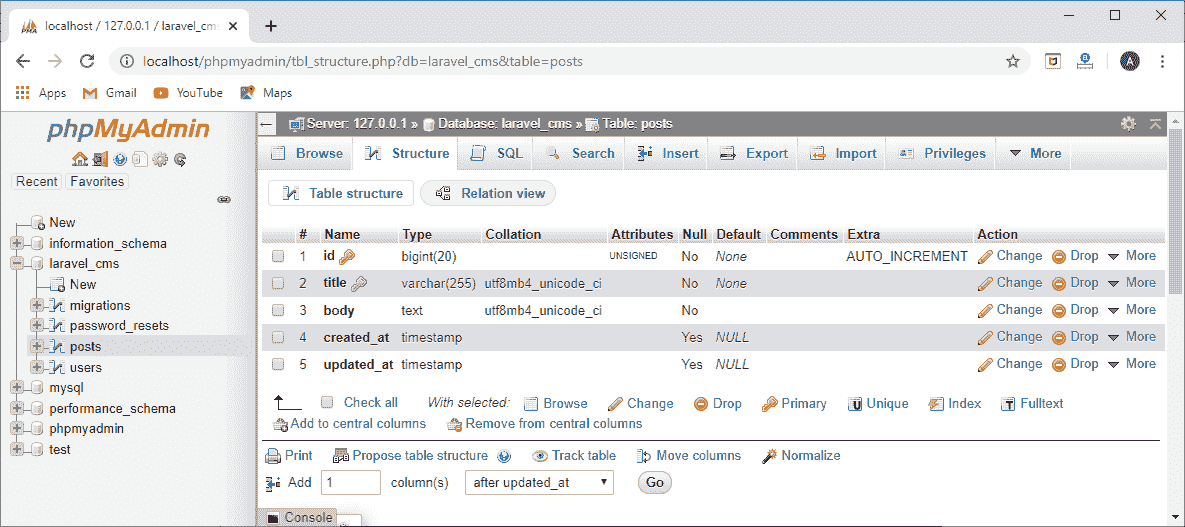 localhost / 127.0.0.1 / laravel_cms
localhost/phpmyadmin/tbl_structure.php?db=laravel_cms&table=posts
A
Apps Gmail YouTube Maps
phpMyAdmin
Recent Favorites
New
information_schema
laravel_cms
New
migrations
password_resets
posts
users
mysql
performance_schema
phpmyadmin
test
Server: 127.0.0.1 » Database: laravel_cms » Table: posts
Browse Structure SQL Search Insert Export Import Privileges More
Table structure Relation view
# Name Type Collation Attributes Null Default Comments Extra Action
1 id bigint(20) UNSIGNED No None AUTO_INCREMENT Change Drop More
2 title varchar(255) utf8mb4_unicode_ci No None Change Drop More
3 body text utf8mb4_unicode_ci No Change Drop More
4 created_at timestamp Yes NULL Change Drop More
5 updated_at timestamp Yes NULL Change Drop More
Check all With selected: Browse Change Drop Primary Unique Index Fulltext
Add to central columns Remove from central columns
Print Propose table structure Track table Move columns Normalize
Add 1 column(s) after updated_at Go
Console